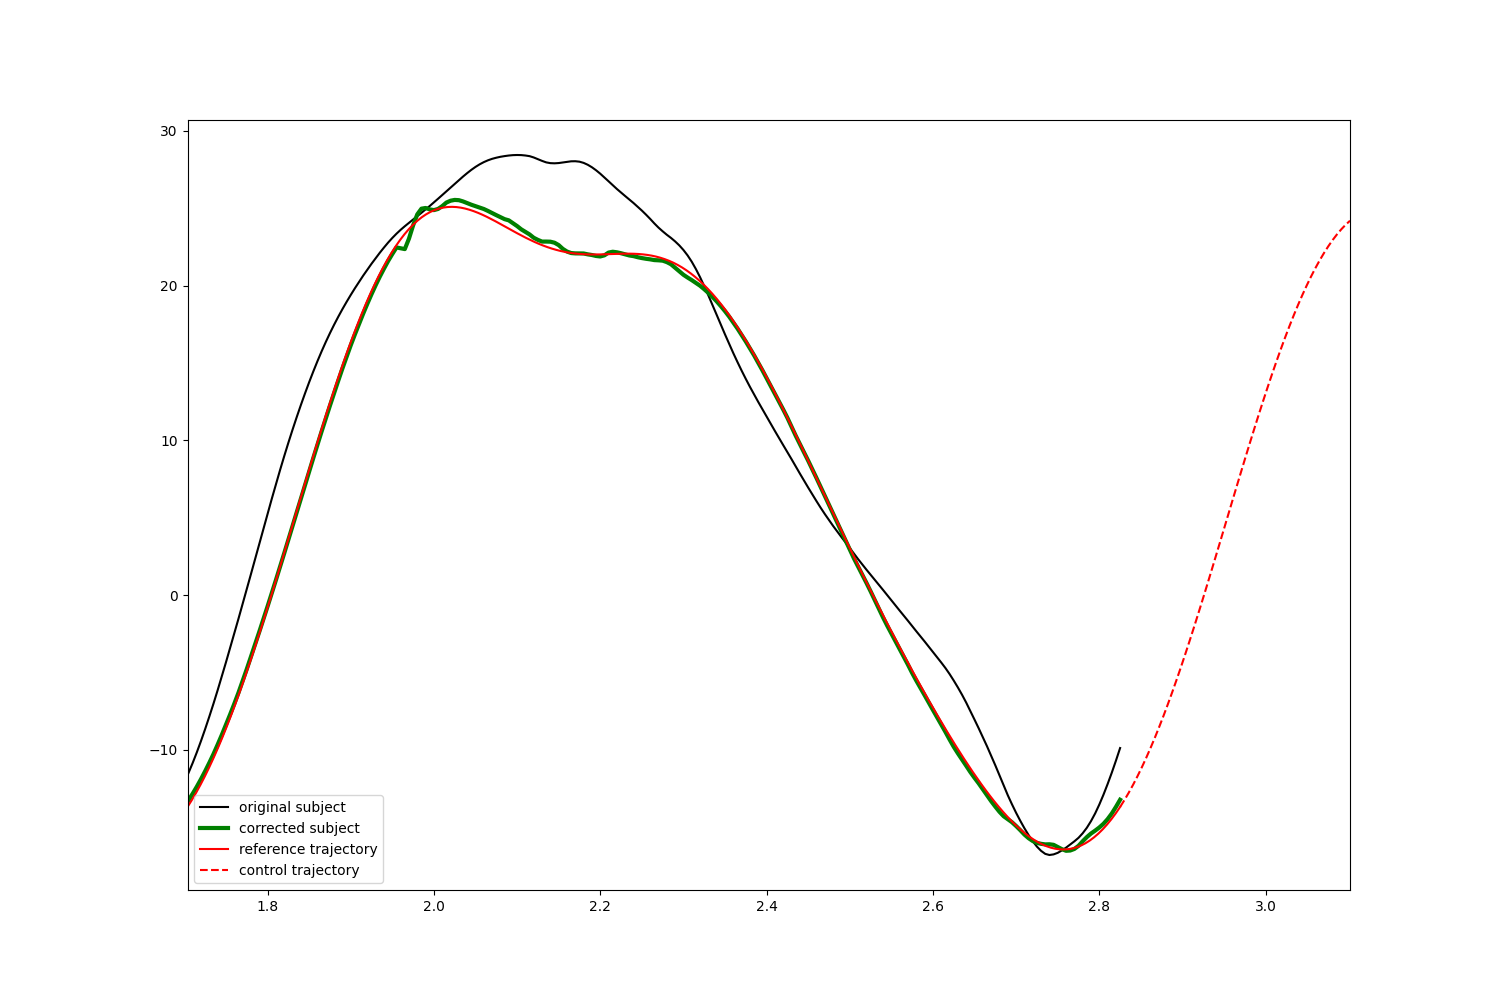 30
20
10
0
−10
original subject
corrected subject
reference trajectory
control trajectory
1.8 2.0 2.2 2.4 2.6 2.8 3.0